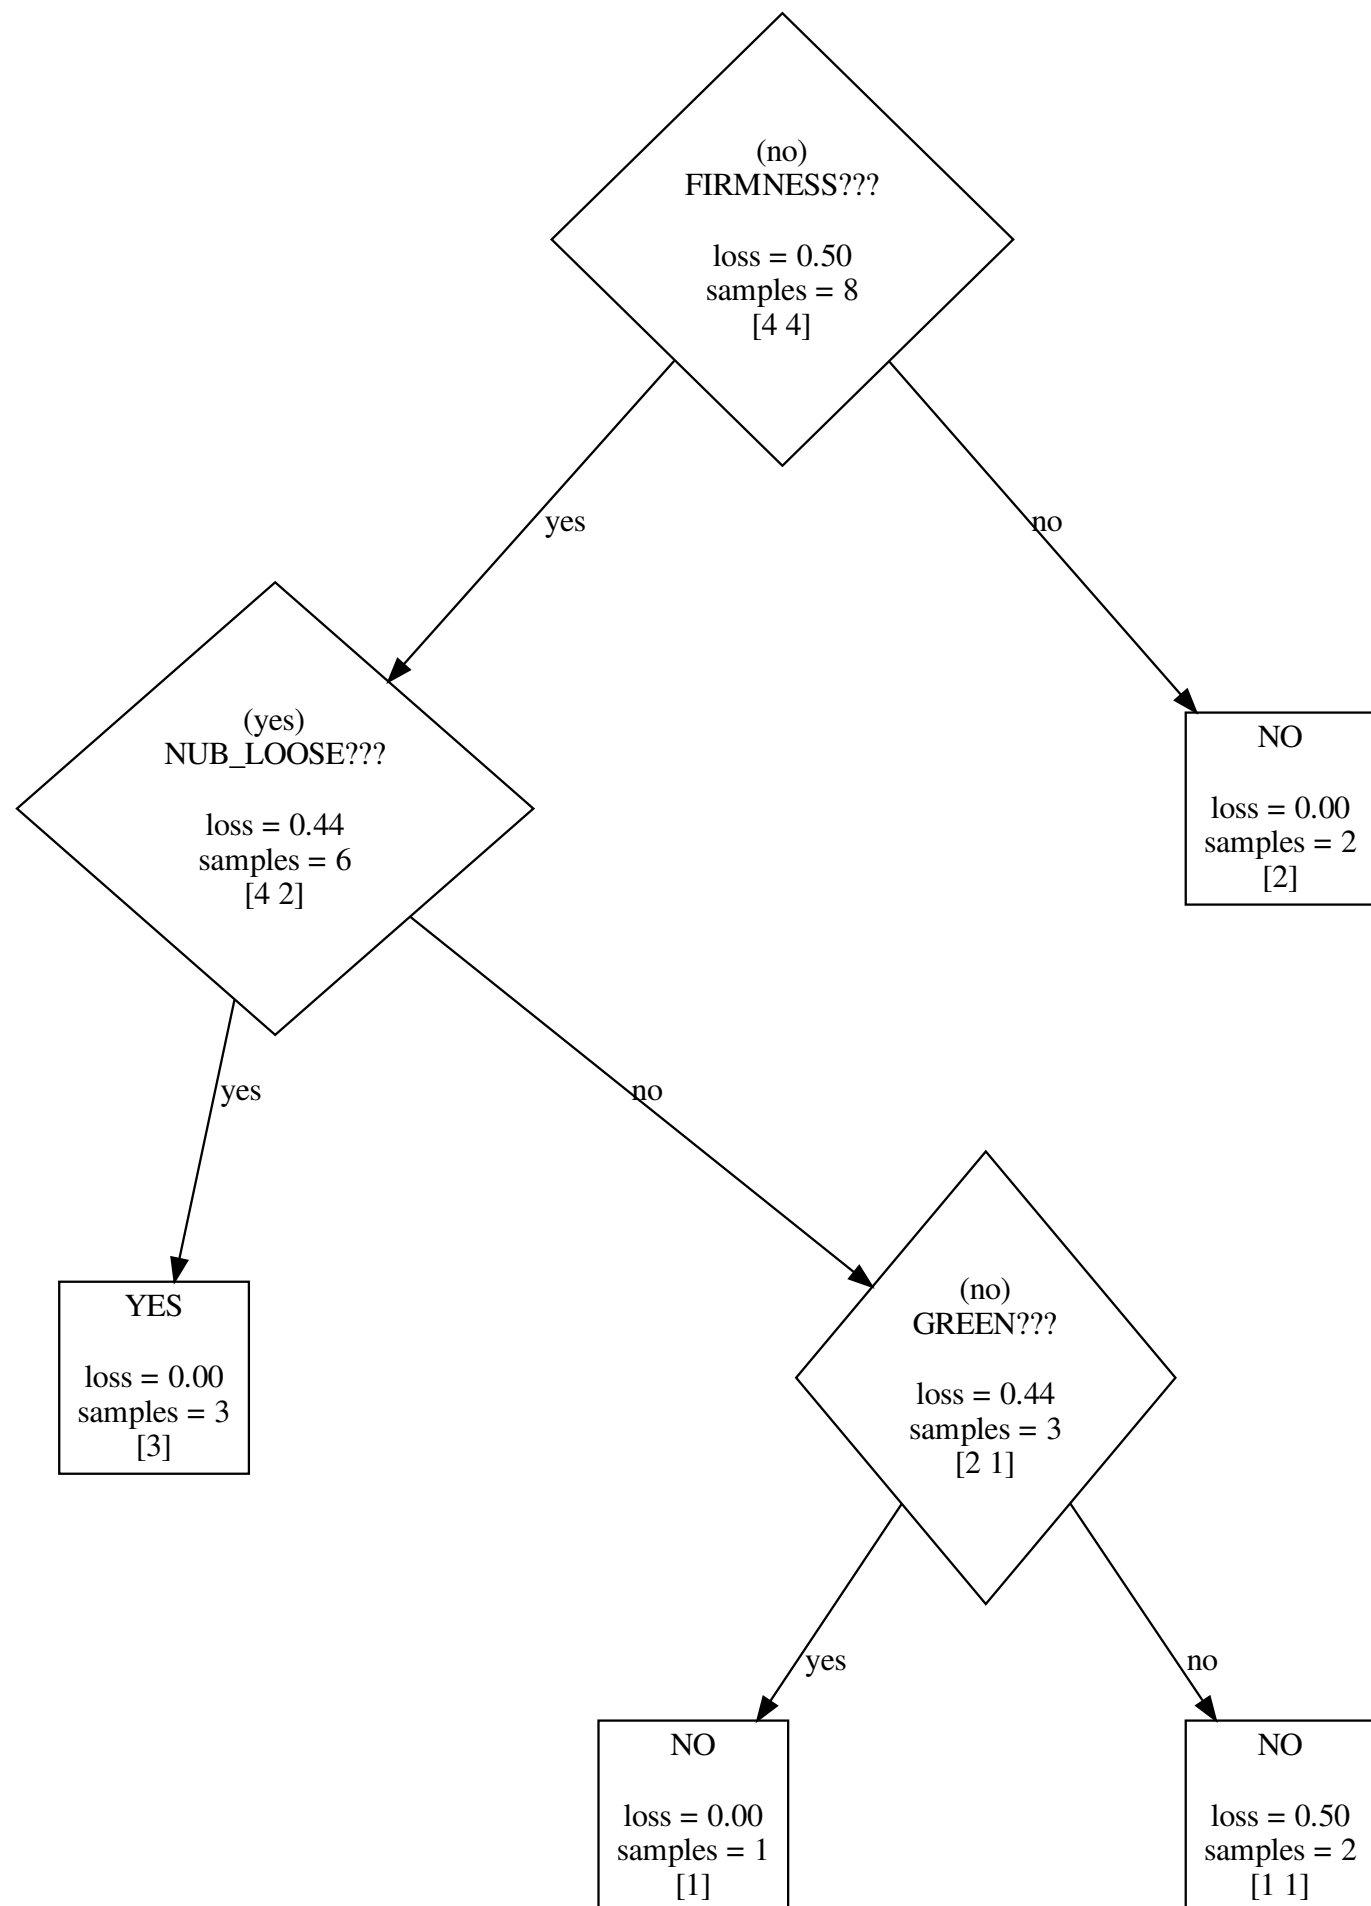 (no)
FIRMNESS???
loss = 0.50
samples = 8
[4 4]
yes
no
(yes)
NUB_LOOSE???
loss = 0.44
samples = 6
[4 2]
NO
loss = 0.00
samples = 2
[2]
yes
no
YES
loss = 0.00
samples = 3
[3]
(no)
GREEN???
loss = 0.44
samples = 3
[2 1]
yes
no
NO
loss = 0.00
samples = 1
[1]
NO
loss = 0.50
samples = 2
[1 1]